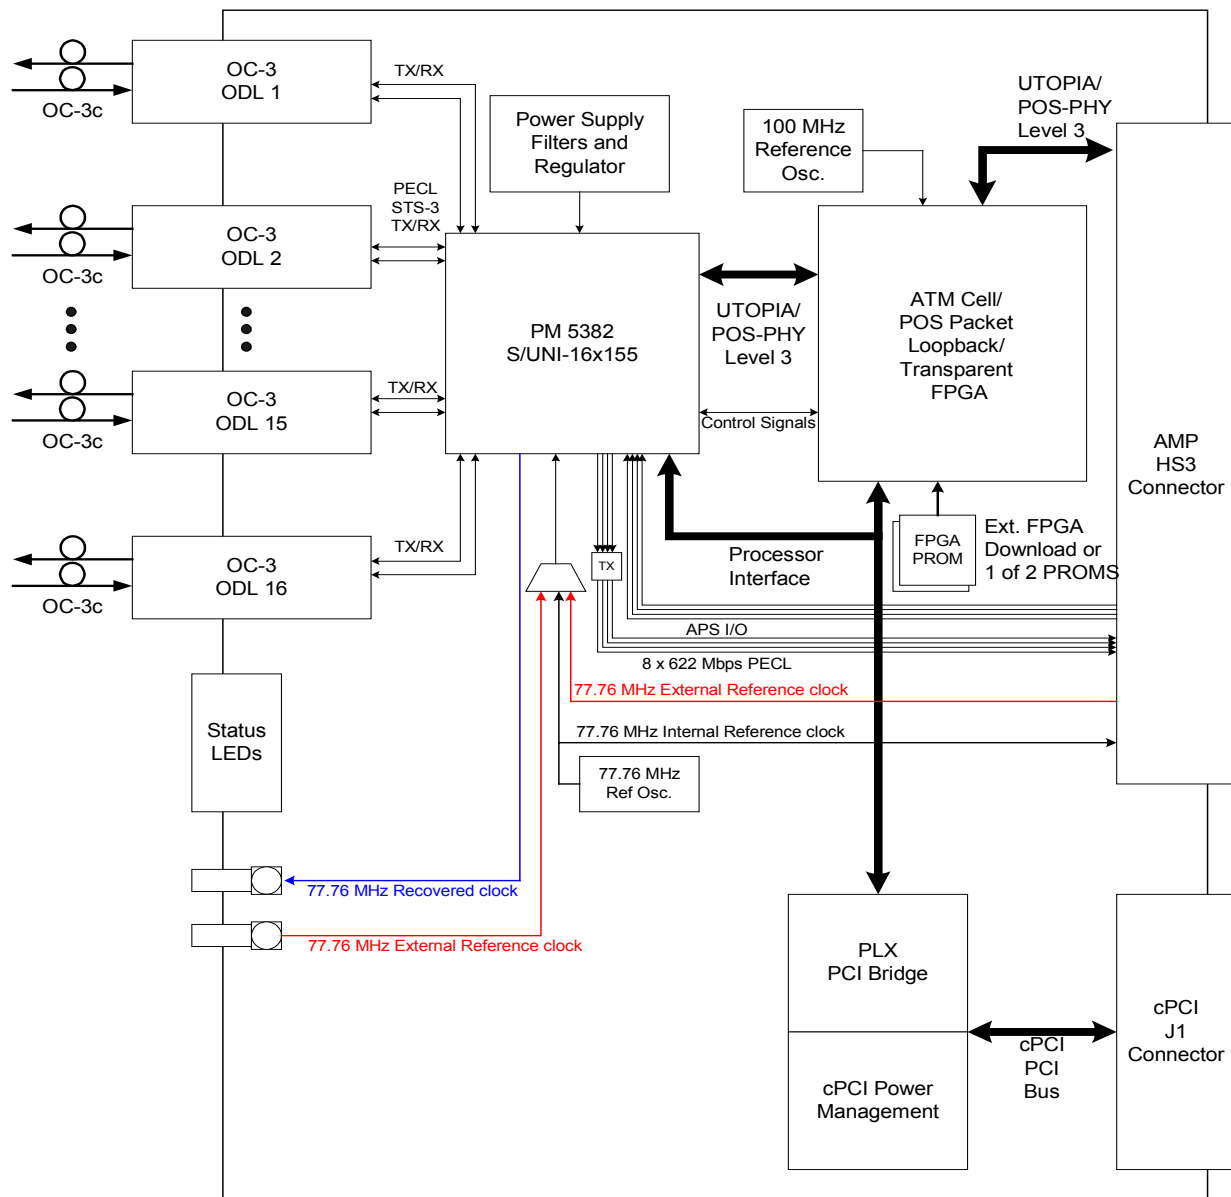 OC-3
ODL 1
OC-3c
TX/RX
Power Supply
Filters and
Regulator
100 MHz
Reference
Osc.
UTOPIA/
POS-PHY
Level 3
PECL
STS-3
TX/RX
OC-3
ODL 2
OC-3c
PM 5382
S/UNI-16x155
UTOPIA/
POS-PHY
Level 3
ATM Cell/
POS Packet
Loopback/
Transparent
FPGA
OC-3
ODL 15
OC-3c
TX/RX
Control Signals
AMP
HS3
Connector
OC-3
ODL 16
OC-3c
TX/RX
TX
Processor
Interface
FPGA
PROM
Ext. FPGA
Download or
1 of 2 PROMS
APS I/O
8 x 622 Mbps PECL
77.76 MHz External Reference clock
77.76 MHz Internal Reference clock
77.76 MHz
Ref Osc.
Status
LEDs
77.76 MHz Recovered clock
77.76 MHz External Reference clock
PLX
PCI Bridge
cPCI Power
Management
cPCI
PCI
Bus
cPCI
J1
Connector